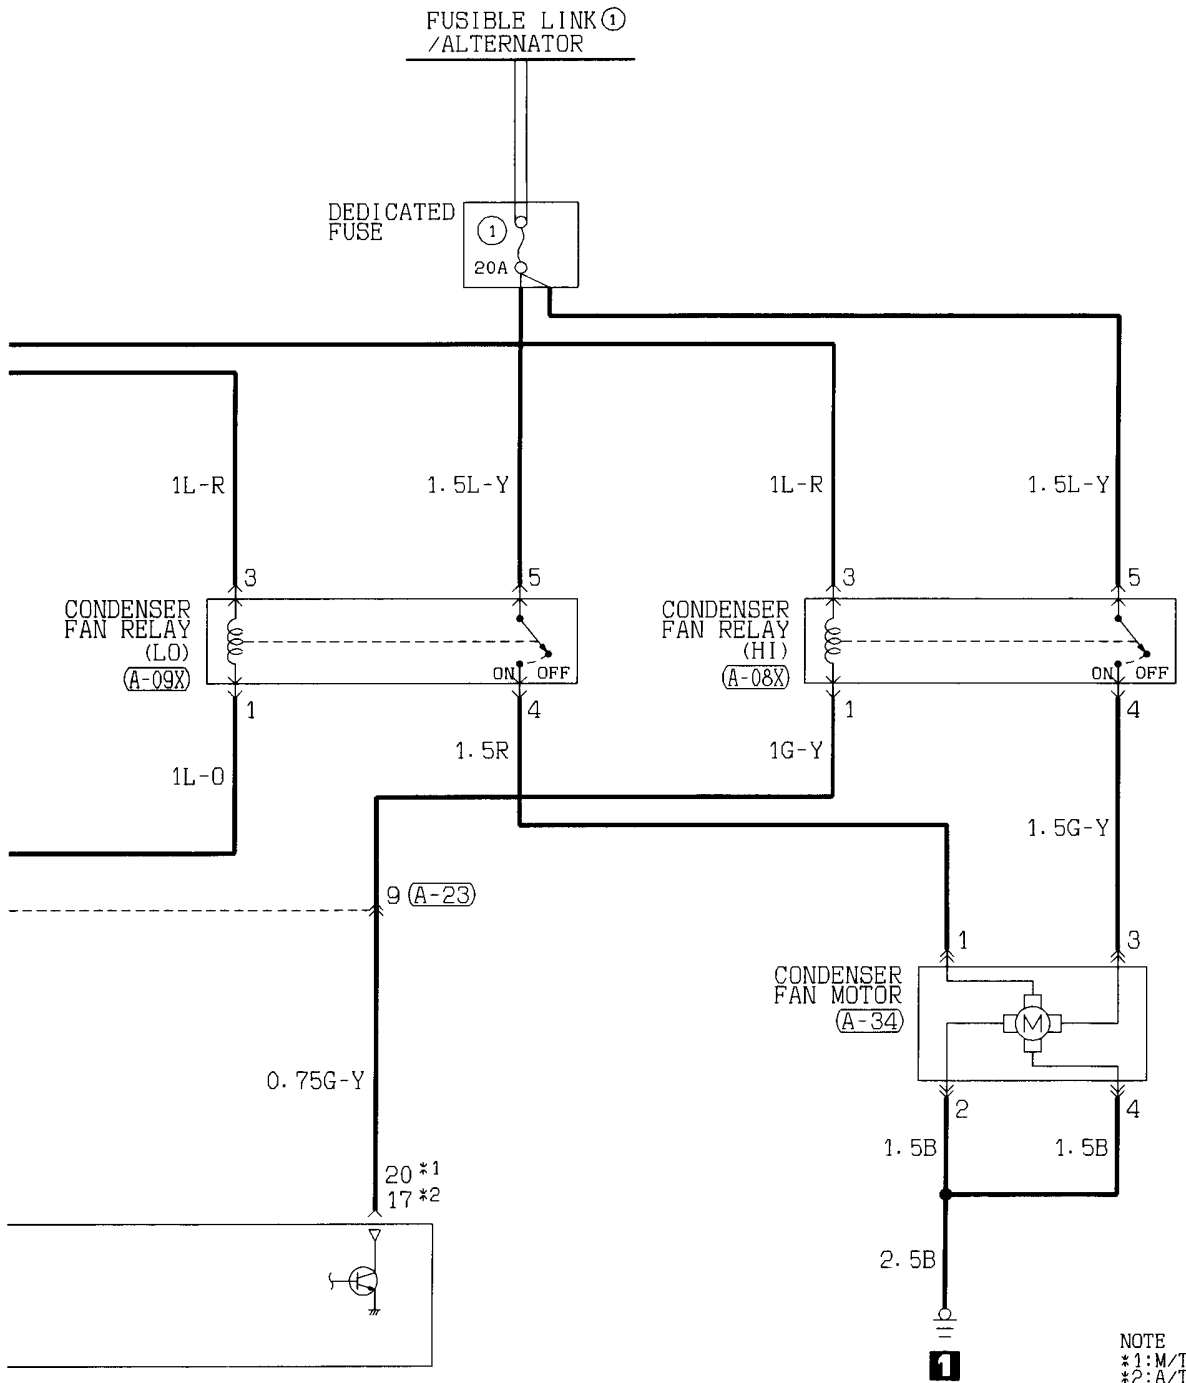 FUSIBLE LINK①
/ALTERNATOR
DEDICATED
FUSE
①
20A
1L-R
1.5L-Y
1L-R
1.5L-Y
3
5
3
5
CONDENSER
FAN RELAY
(LO)
A-09X
ON OFF
CONDENSER
FAN RELAY
(HI)
A-08X
ON OFF
1
4
1
4
1L-O
1.5R
1G-Y
1.5G-Y
9 A-23
1
3
CONDENSER
FAN MOTOR
A-34
M
0.75G-Y
2
4
1.5B
1.5B
20*1
17*2
2.5B
1
NOTE
*1:M/T
*2:A/T